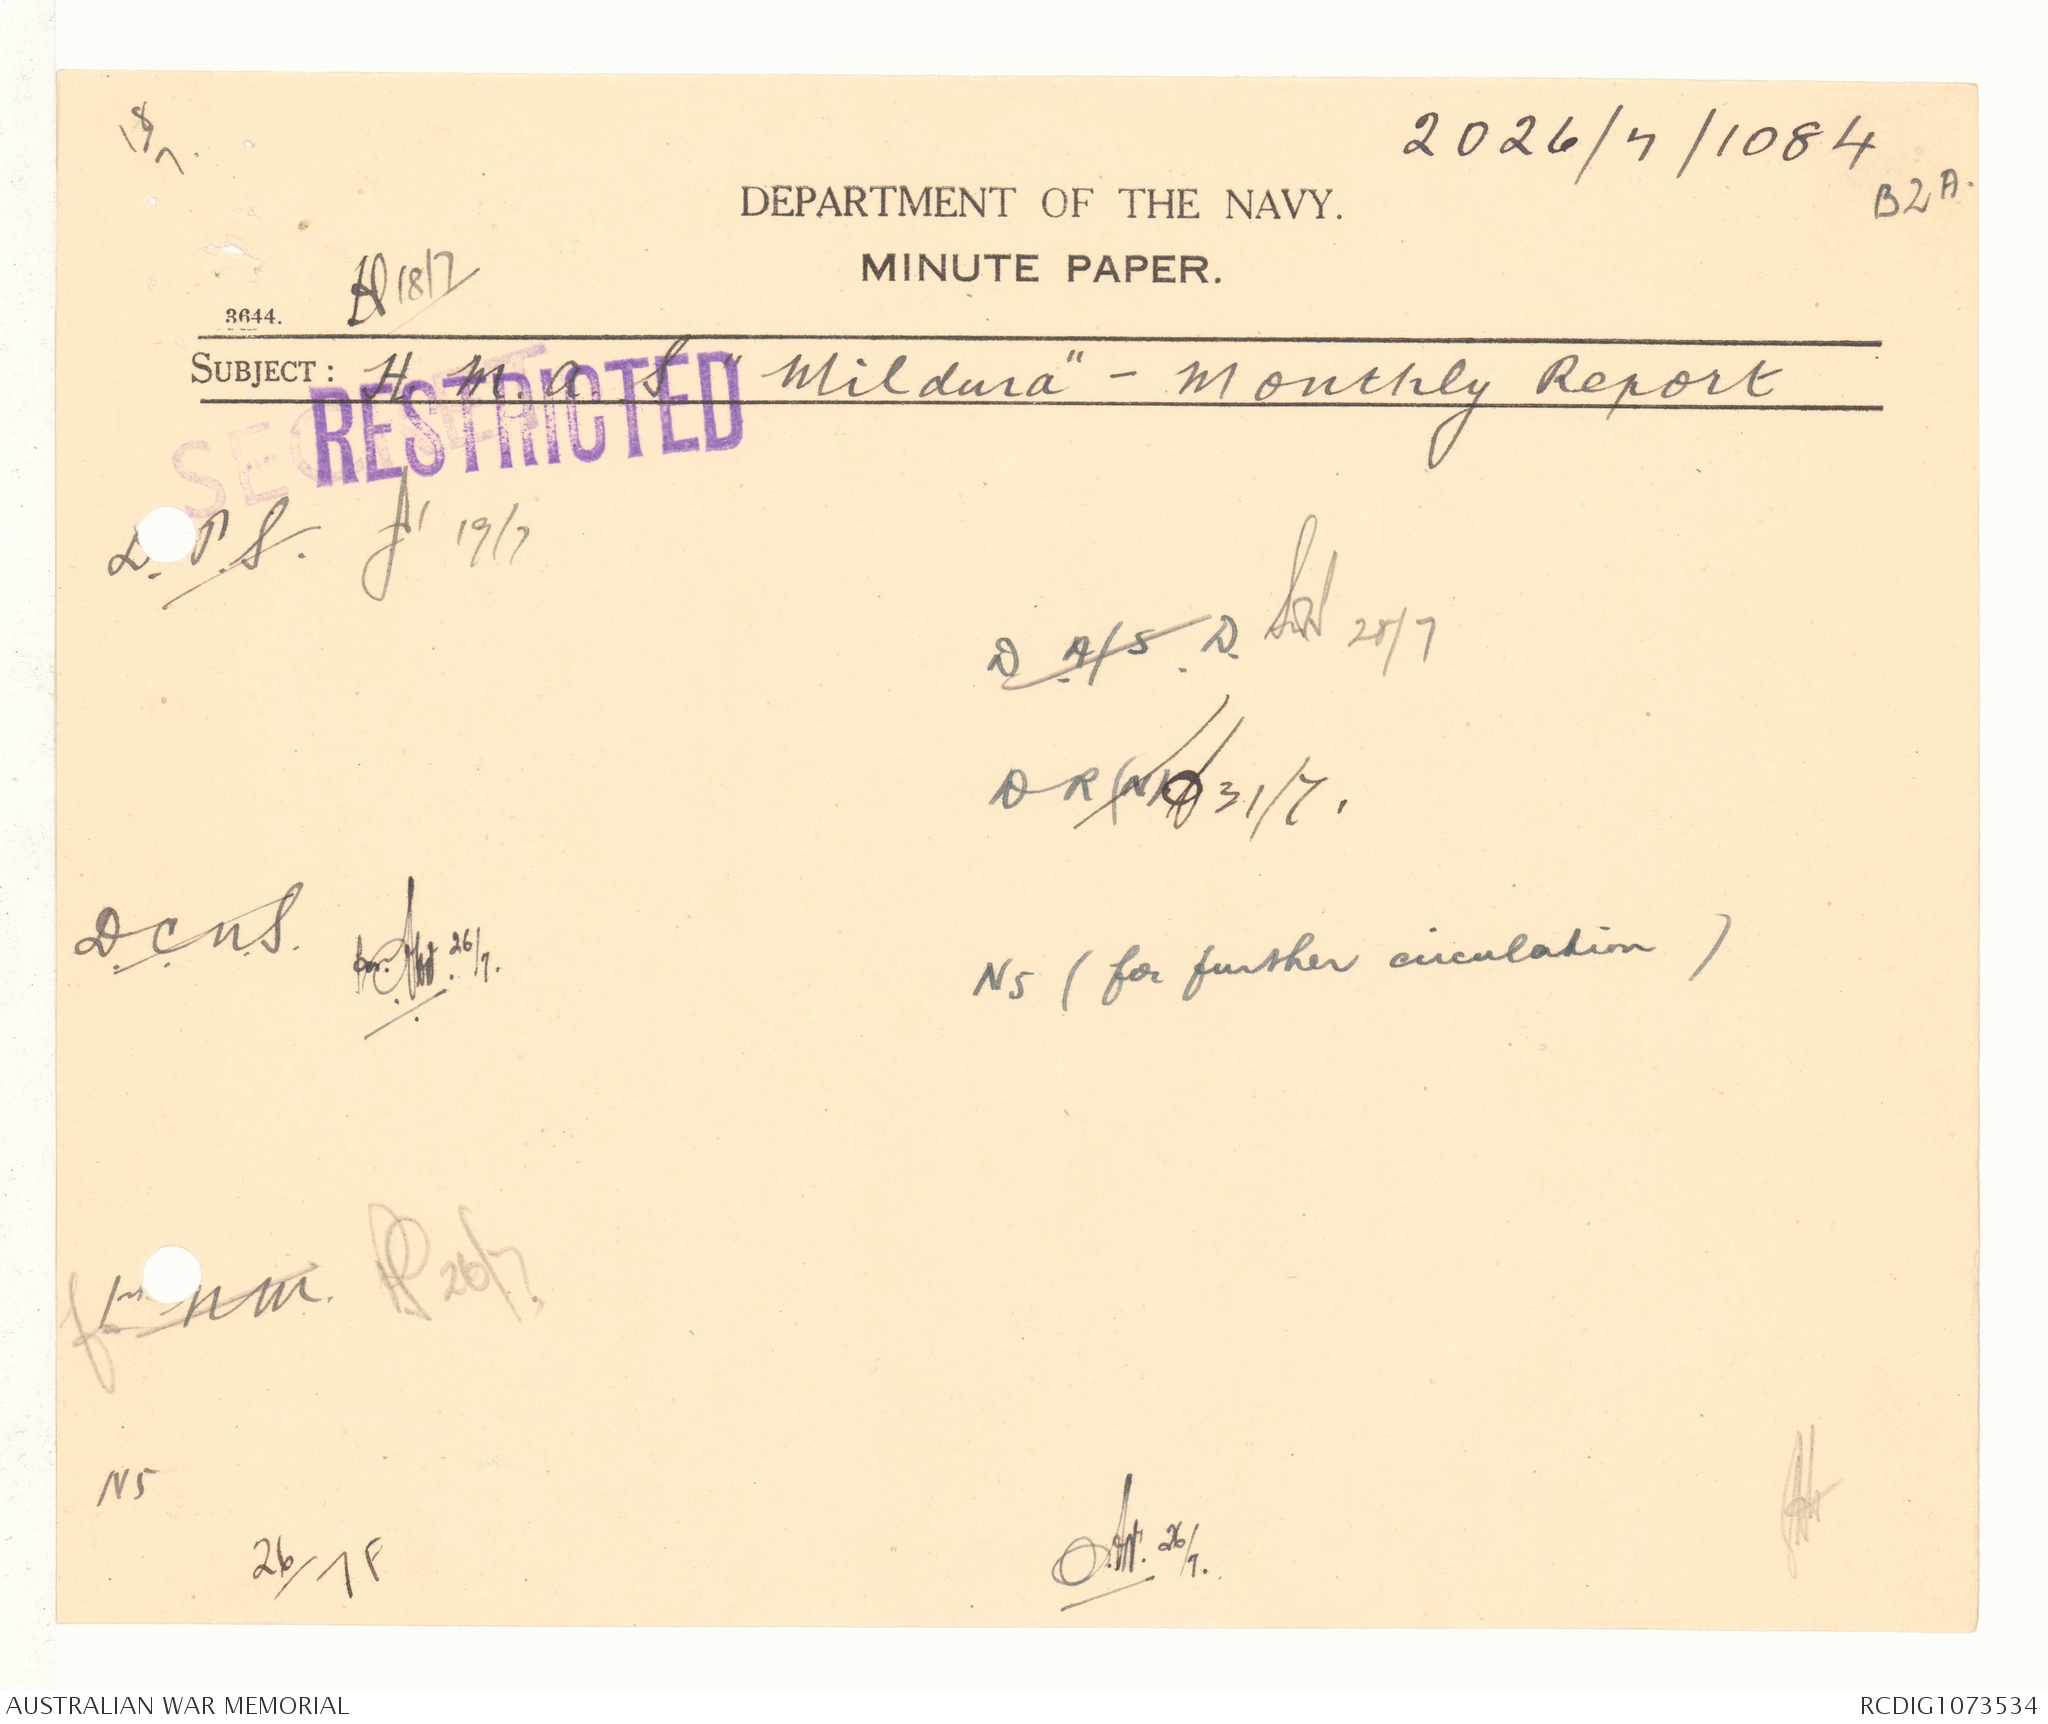 18/7.
2026/7/1084
B2A.
DEPARTMENT OF THE NAVY.
MINUTE PAPER.
18/7
3644.
SUBJECT: H. M. A. S "Mildura" - Monthly Report
SECRET
RESTRICTED
D. P. S. 19/7
D. A/S. D. 28/7
D R (N) 31/7.
D. C. N. S. 26/7.
N5 (for further circulation)
1st N M. 26/7.
N5
26/7
26/7.
AUSTRALIAN WAR MEMORIAL
RCDIG1073534